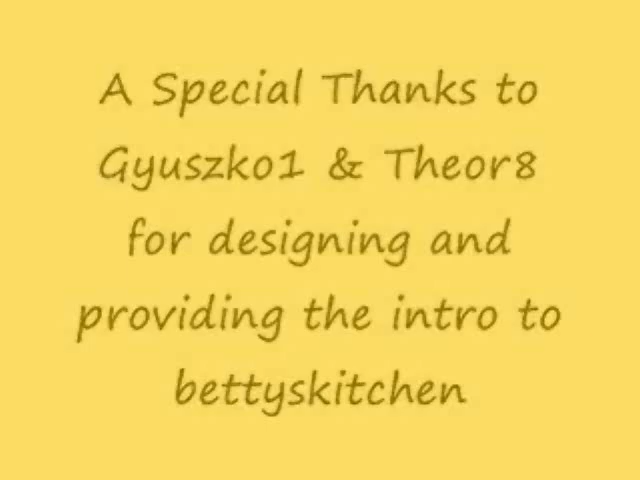 A Special Thanks to
Gyuszko1 & Theor8
for designing and
providing the intro to
bettyskitchen